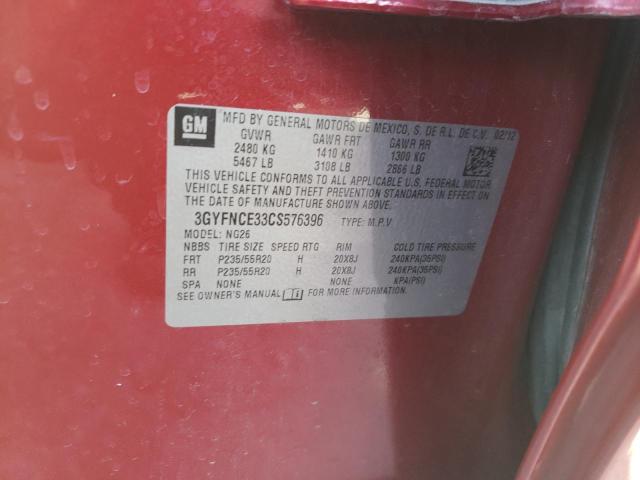 GM
MFD BY GENERAL MOTORS DE MEXICO, S. DE R.L. DE C.V. 02/12
GVWR GAWR FRT GAWR RR
2480 KG 1410 KG 1300 KG
5467 LB 3108 LB 2866 LB
THIS VEHICLE CONFORMS TO ALL APPLICABLE U.S. FEDERAL MOTOR
VEHICLE SAFETY AND THEFT PREVENTION STANDARDS IN EFFECT ON
THE DATE OF MANUFACTURE SHOWN ABOVE.
3GYFNCE33CS576396 TYPE: M.P.V
MODEL: NG26
NBBS TIRE SIZE SPEED RTG RIM COLD TIRE PRESSURE
FRT P235/55R20 H 20X8J 240KPA(35PSI)
RR P235/55R20 H 20X8J 240KPA(35PSI)
SPA NONE NONE KPA(PSI)
SEE OWNER'S MANUAL i FOR MORE INFORMATION.